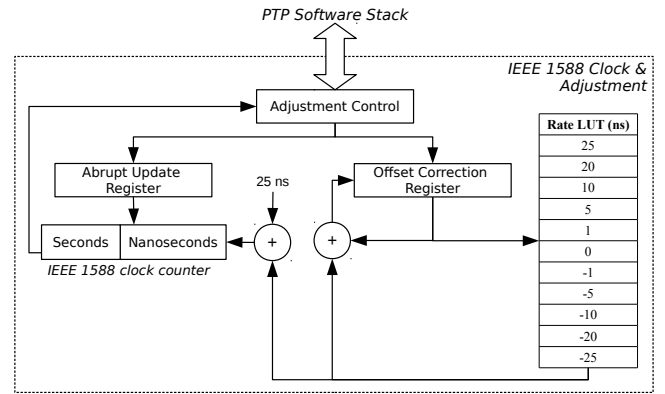 PTP Software Stack
IEEE 1588 Clock &
Adjustment
Adjustment Control
Rate LUT (ns)
25
20
10
5
1
0
-1
-5
-10
-20
-25
Abrupt Update
Register
25 ns
Offset Correction
Register
Seconds
Nanoseconds
+
+
IEEE 1588 clock counter